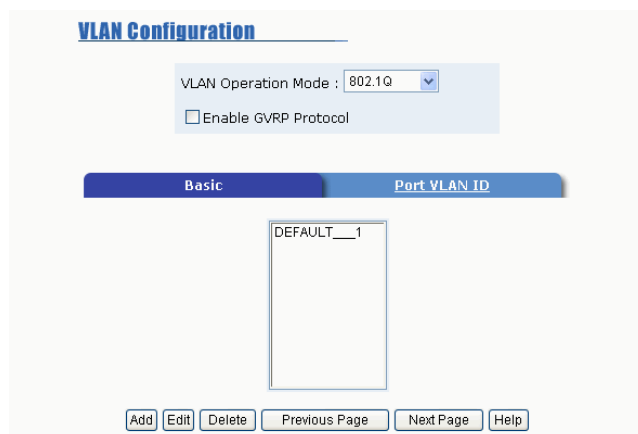 VLAN Configuration
VLAN Operation Mode : 802.1Q
Enable GVRP Protocol
Basic Port VLAN ID
DEFAULT___1
Add Edit Delete Previous Page Next Page Help